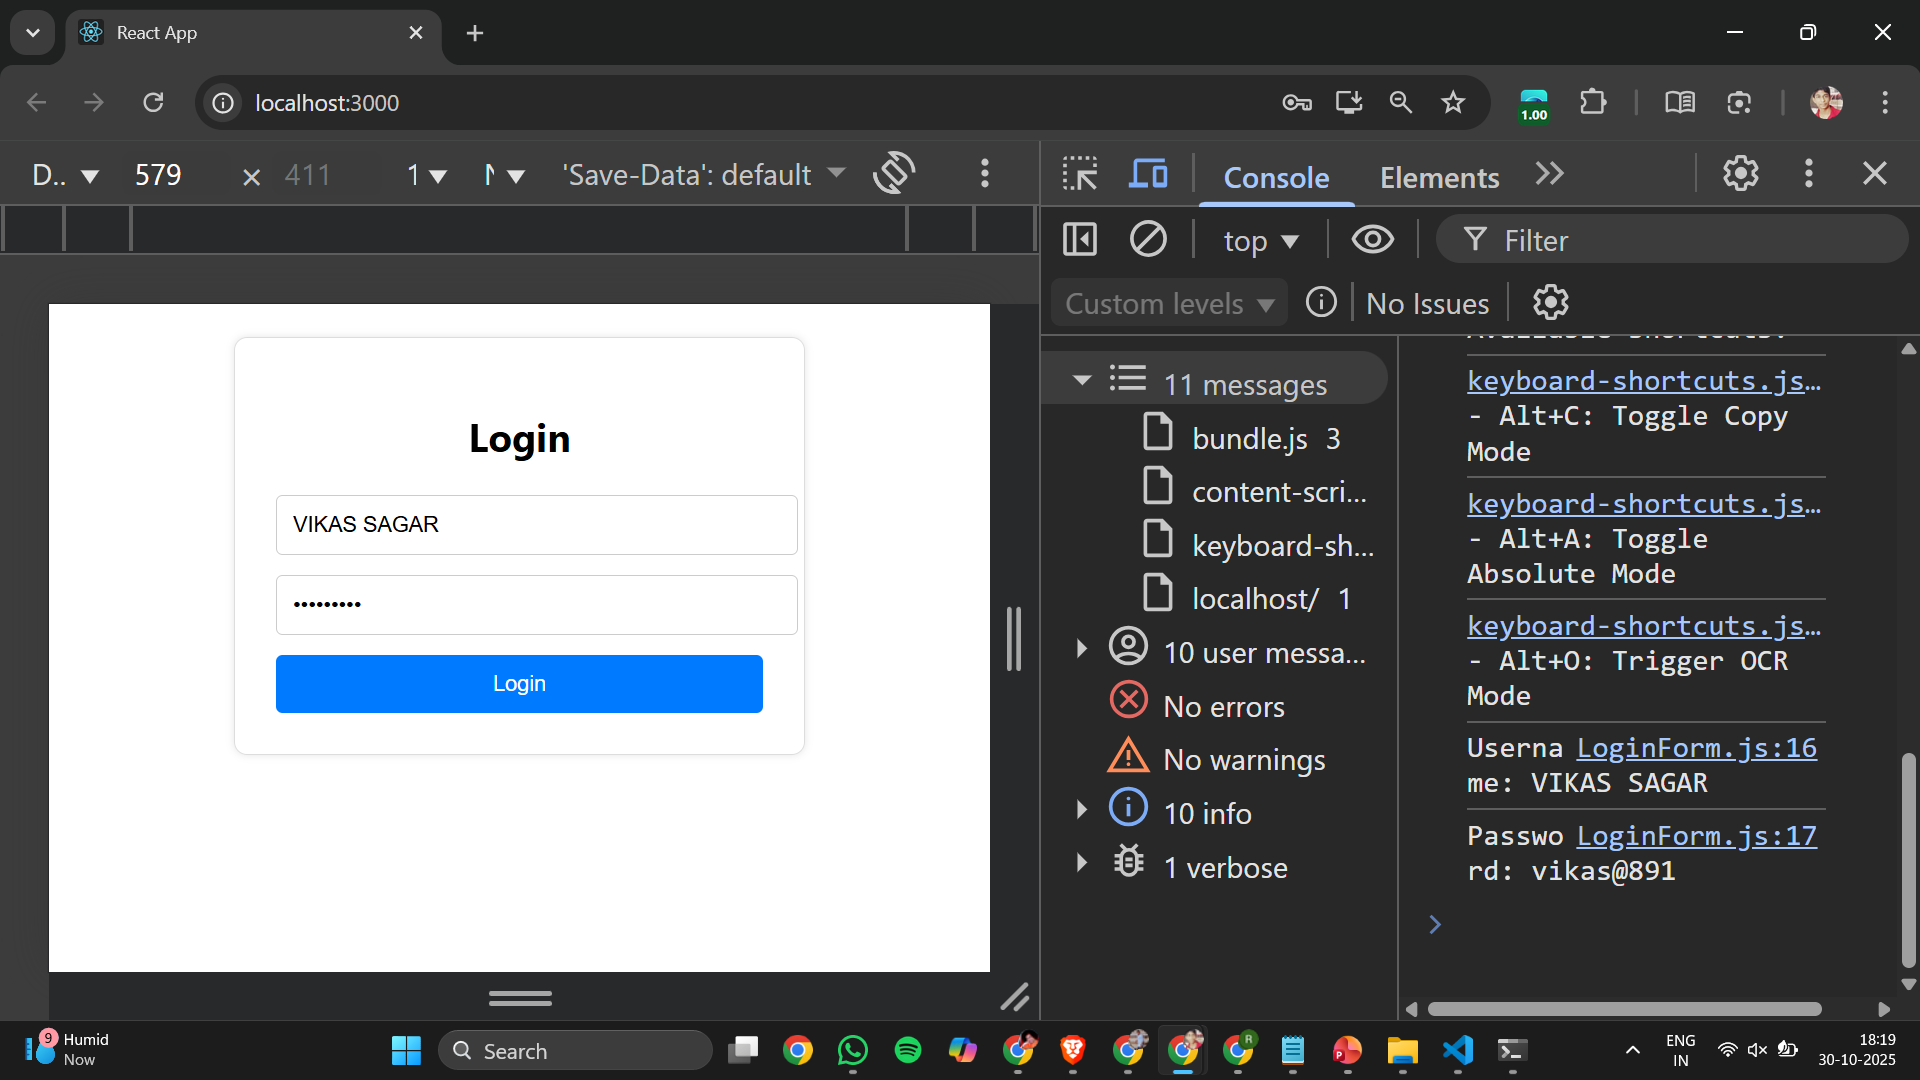 React App
localhost:3000
1.00
D.. 579 × 411 1 'Save-Data': default
Console Elements
top Filter
Custom levels No Issues
Login
VIKAS SAGAR
•••••••••
Login
11 messages
bundle.js 3
content-scri...
keyboard-sh...
localhost/ 1
10 user messa...
No errors
No warnings
10 info
1 verbose
keyboard-shortcuts.js…
- Alt+C: Toggle Copy
Mode
keyboard-shortcuts.js…
- Alt+A: Toggle
Absolute Mode
keyboard-shortcuts.js…
- Alt+O: Trigger OCR
Mode
Userna LoginForm.js:16
me: VIKAS SAGAR
Passwo LoginForm.js:17
rd: vikas@891
9 Humid
Now
Search
R
P
ENG
IN
18:19
30-10-2025